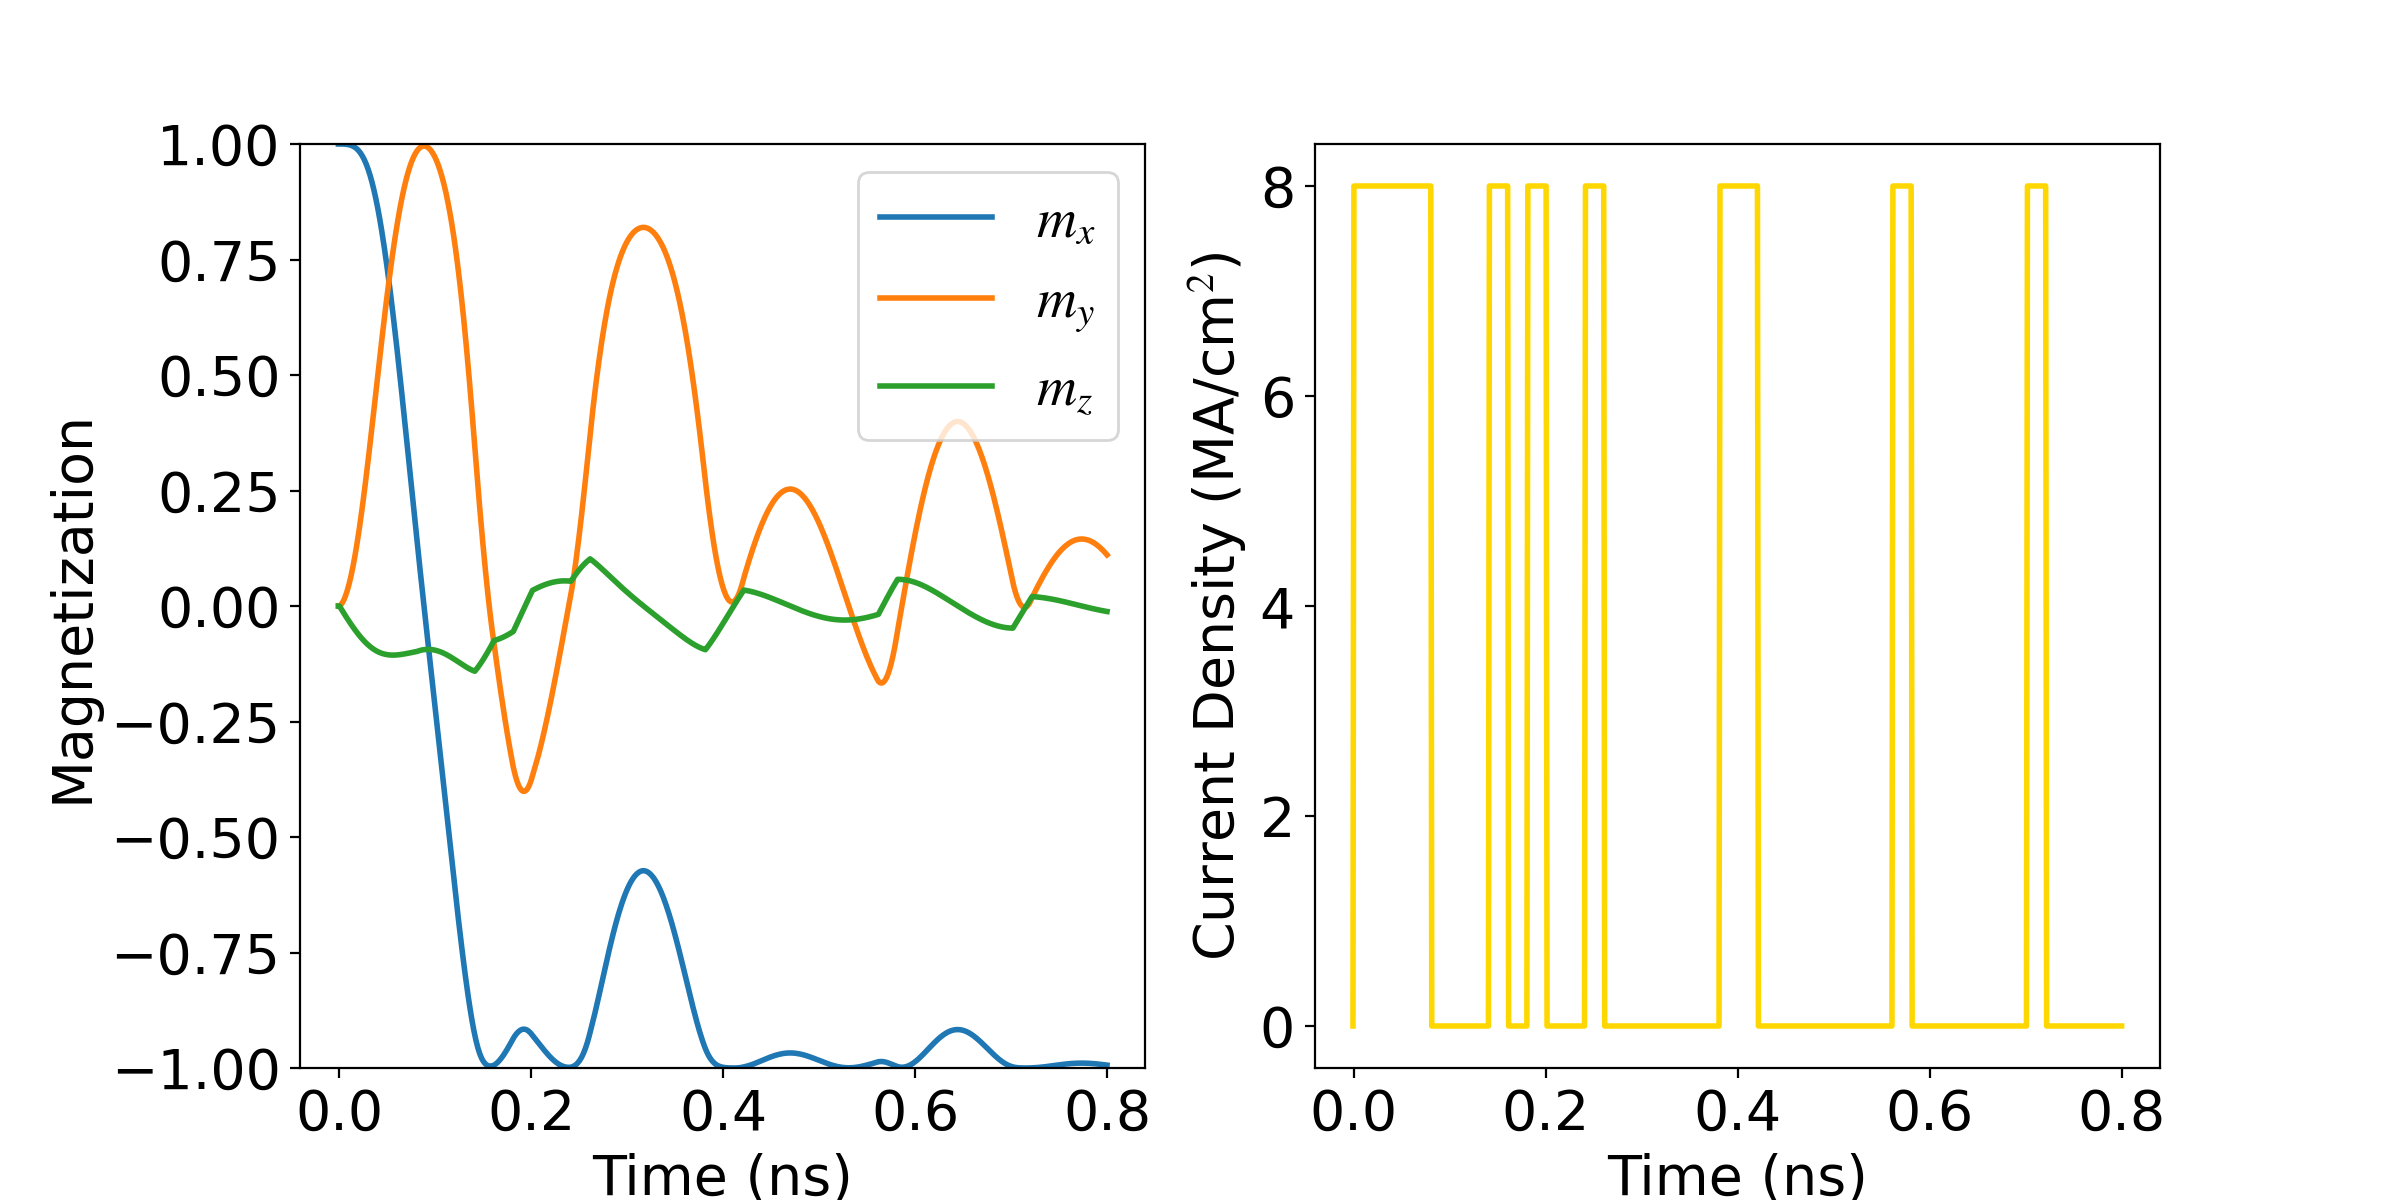 Magnetization
1.00
0.75
0.50
0.25
0.00
−0.25
−0.50
−0.75
−1.00
0.0 0.2 0.4 0.6 0.8
Time (ns)
m_x
m_y
m_z
Current Density (MA/cm²)
8
6
4
2
0
0.0 0.2 0.4 0.6 0.8
Time (ns)